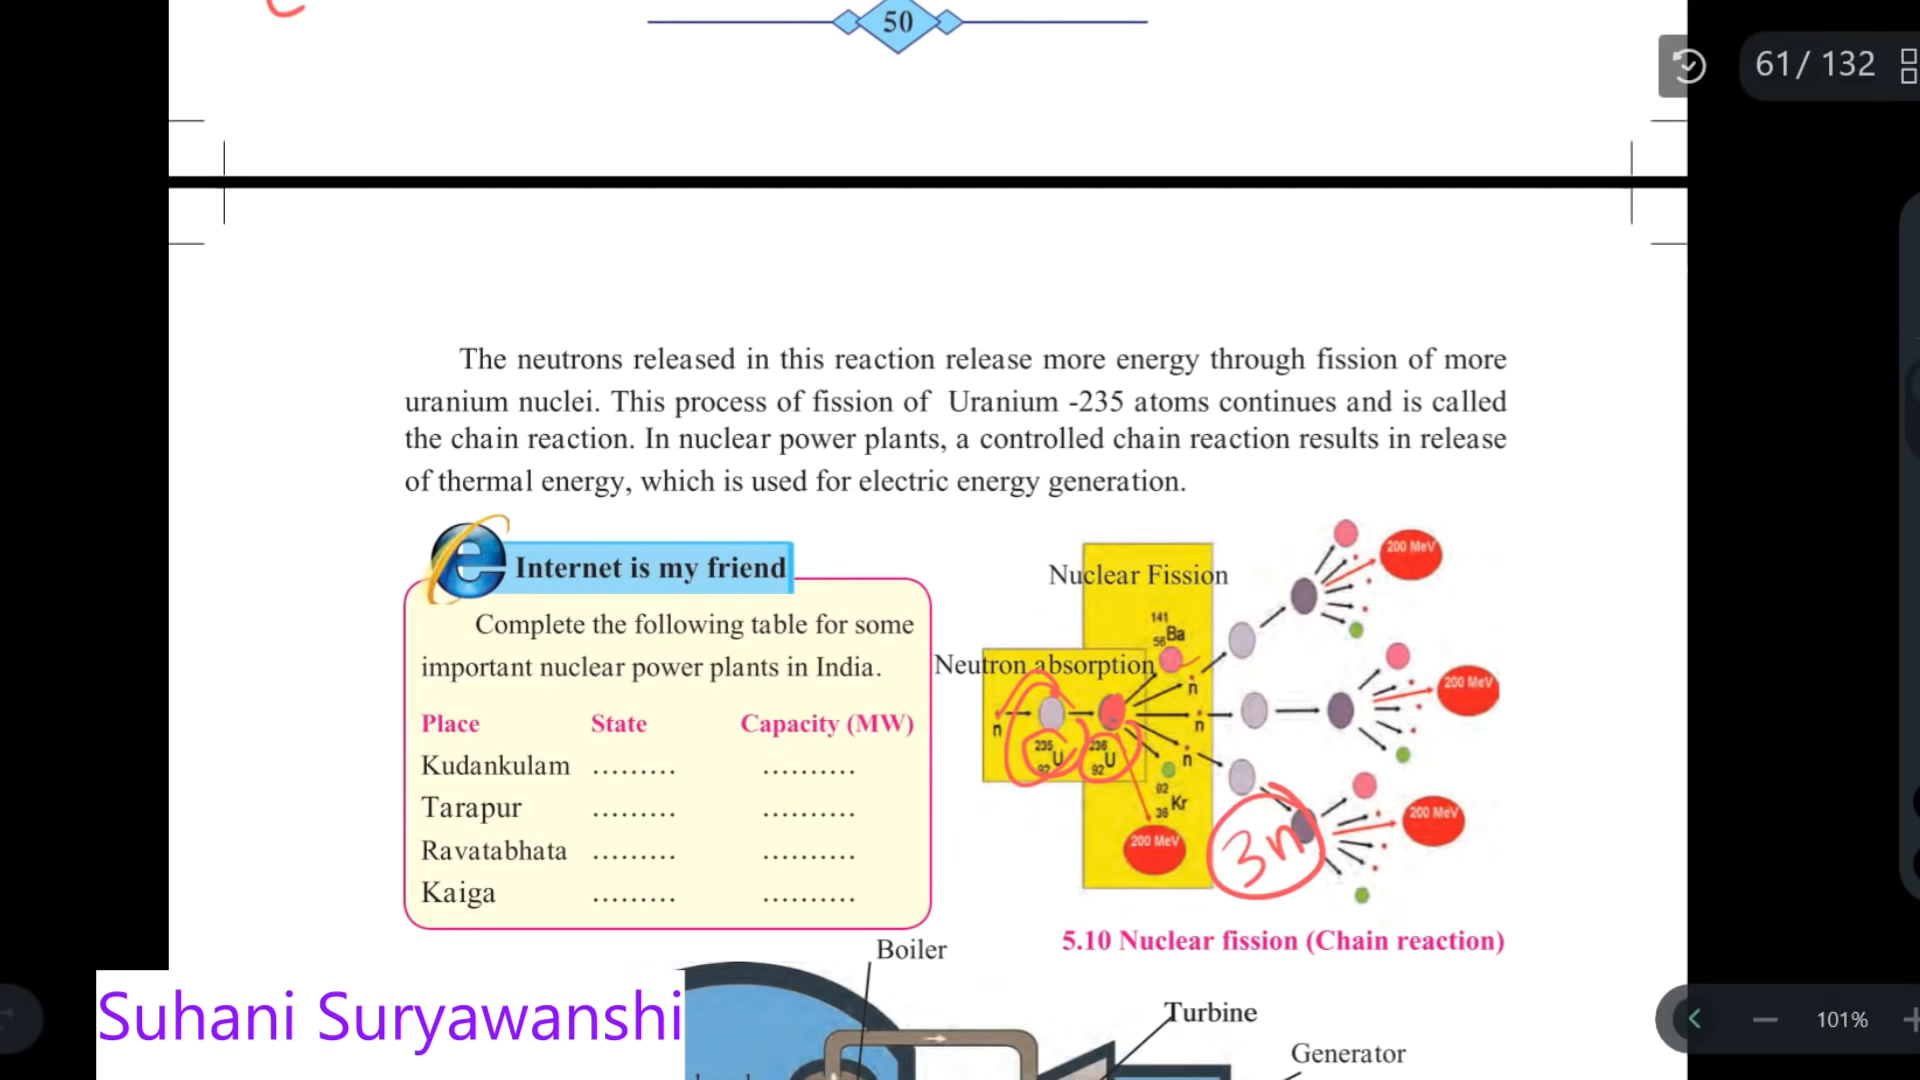 50
61/ 132
The neutrons released in this reaction release more energy through fission of more
uranium nuclei. This process of fission of Uranium -235 atoms continues and is called
the chain reaction. In nuclear power plants, a controlled chain reaction results in release
of thermal energy, which is used for electric energy generation.
Internet is my friend
Complete the following table for some
important nuclear power plants in India.
Place State Capacity (MW)
Kudankulam ......... ..........
Tarapur ......... ..........
Ravatabhata ......... ..........
Kaiga ......... ..........
Nuclear Fission
Neutron absorption
141
56 Ba
n
n
n
n
235
92 U
236
92 U
92
36 Kr
200 MeV
200 MeV
200 MeV
200 MeV
3n
5.10 Nuclear fission (Chain reaction)
Boiler
Turbine
Generator
Suhani Suryawanshi
101%